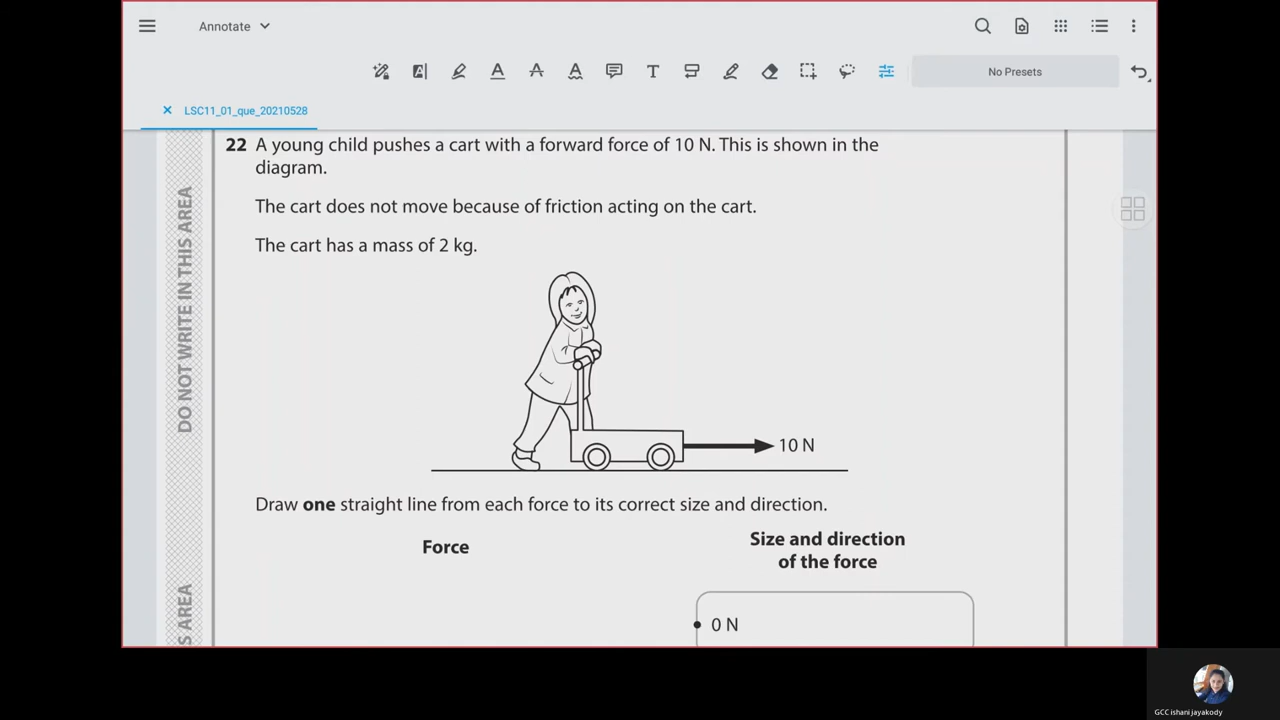 Annotate
No Presets
LSC11_01_que_20210528
DO NOT WRITE IN THIS AREA
S AREA
22 A young child pushes a cart with a forward force of 10 N. This is shown in the
diagram.
The cart does not move because of friction acting on the cart.
The cart has a mass of 2 kg.
10 N
Draw one straight line from each force to its correct size and direction.
Force
Size and direction
of the force
0 N
GCC ishani jayakody